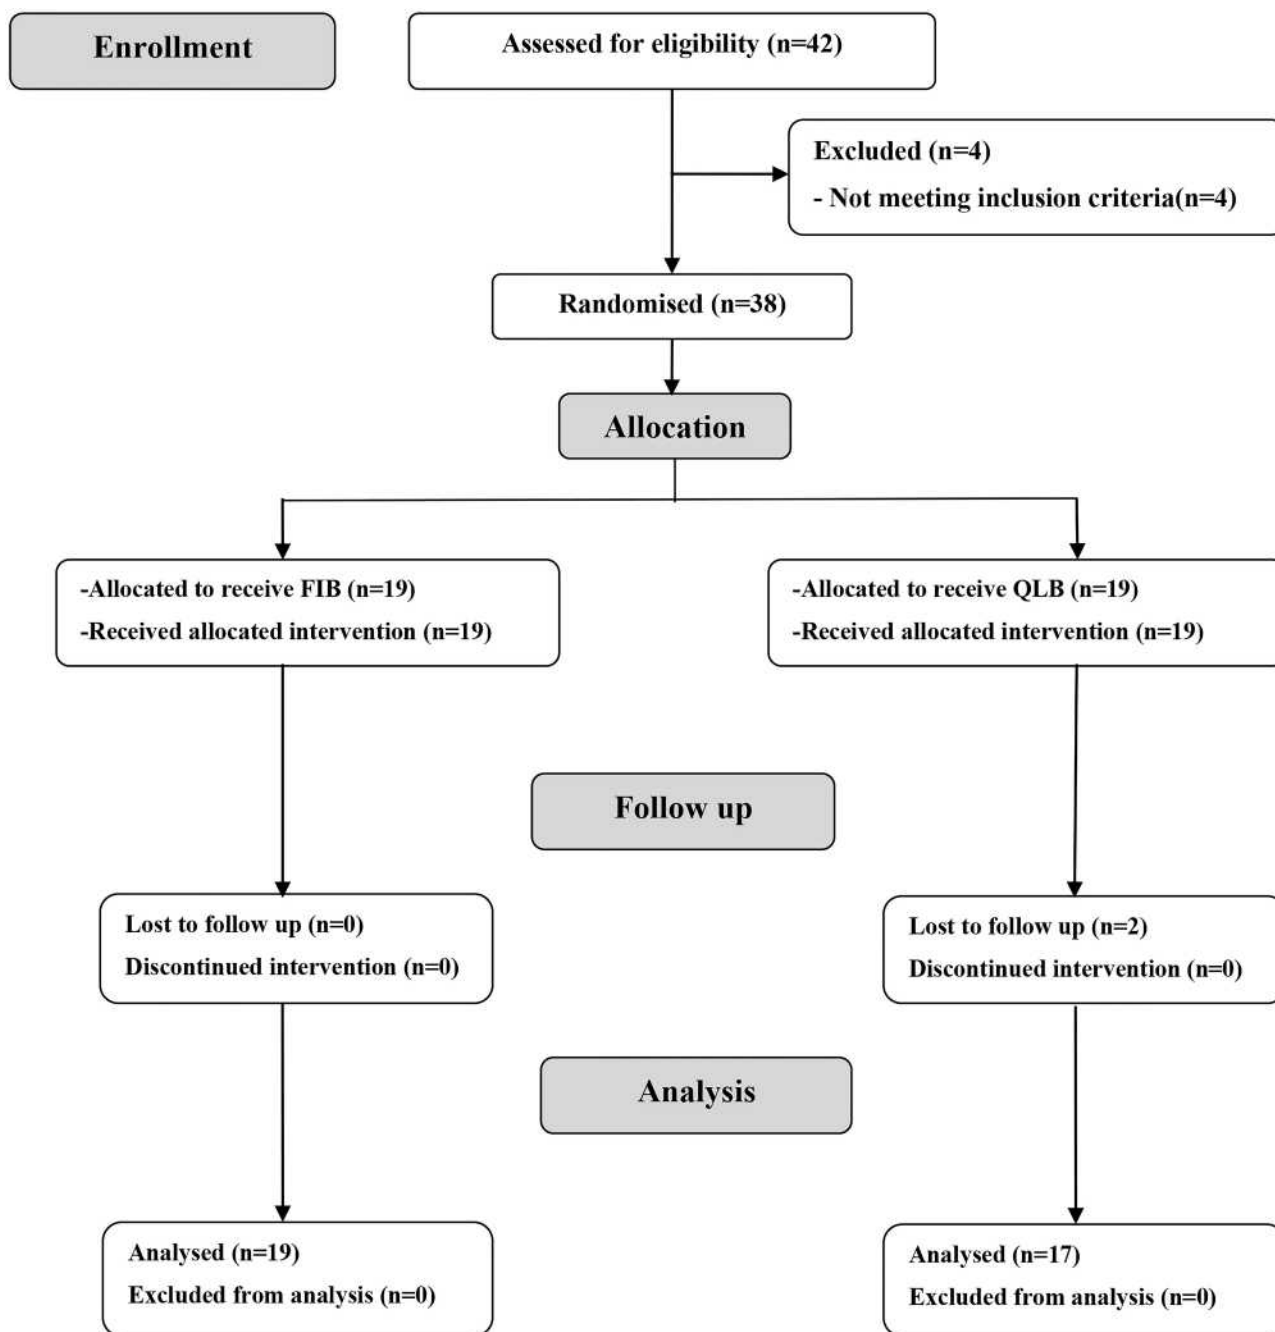 Enrollment
Assessed for eligibility (n=42)
Excluded (n=4)
- Not meeting inclusion criteria(n=4)
Randomised (n=38)
Allocation
-Allocated to receive FIB (n=19)
-Received allocated intervention (n=19)
-Allocated to receive QLB (n=19)
-Received allocated intervention (n=19)
Follow up
Lost to follow up (n=0)
Discontinued intervention (n=0)
Lost to follow up (n=2)
Discontinued intervention (n=0)
Analysis
Analysed (n=19)
Excluded from analysis (n=0)
Analysed (n=17)
Excluded from analysis (n=0)